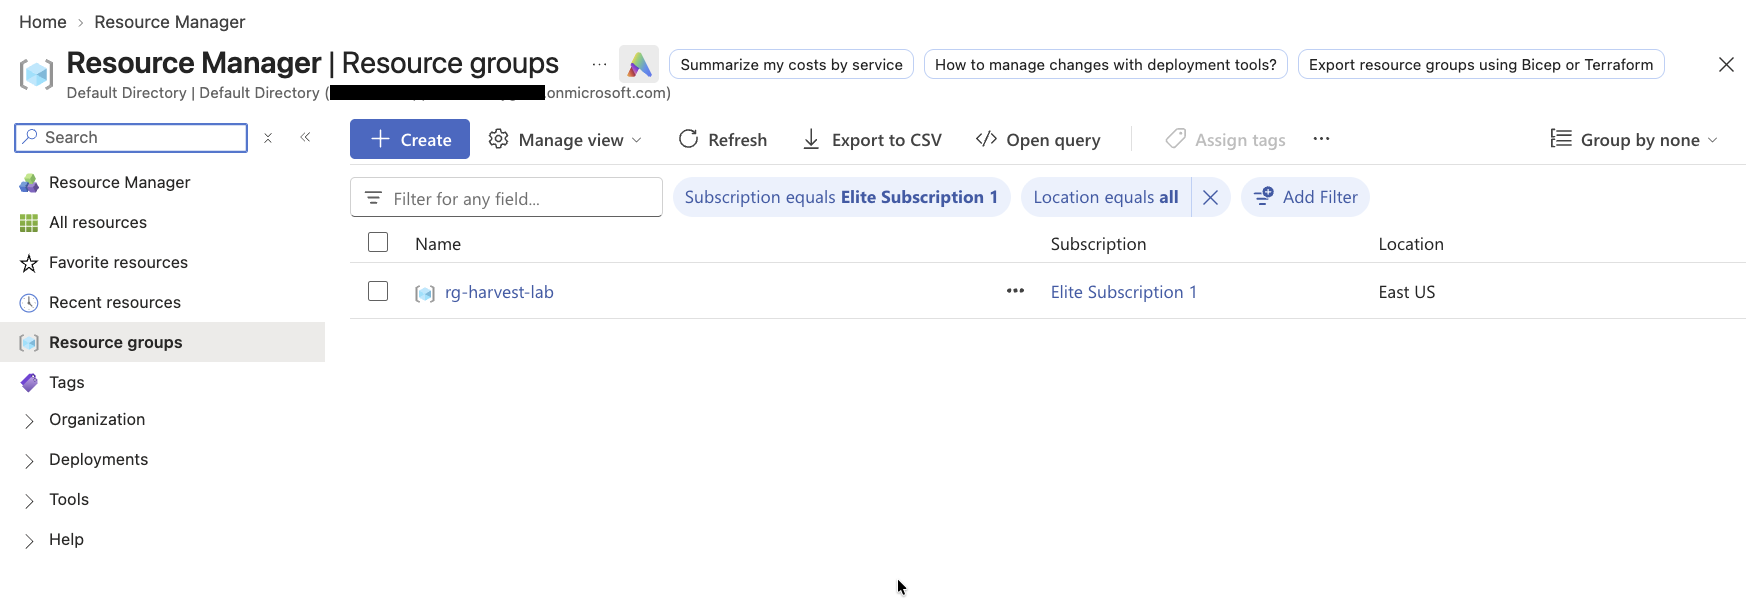 Home > Resource Manager
Resource Manager | Resource groups ...
Summarize my costs by service
How to manage changes with deployment tools?
Export resource groups using Bicep or Terraform
Default Directory | Default Directory (
onmicrosoft.com)
Search
Resource Manager
All resources
Favorite resources
Recent resources
Resource groups
Tags
Organization
Deployments
Tools
Help
Create Manage view Refresh Export to CSV Open query Assign tags ... Group by none
Filter for any field... Subscription equals Elite Subscription 1 Location equals all Add Filter
Name Subscription Location
rg-harvest-lab ... Elite Subscription 1 East US